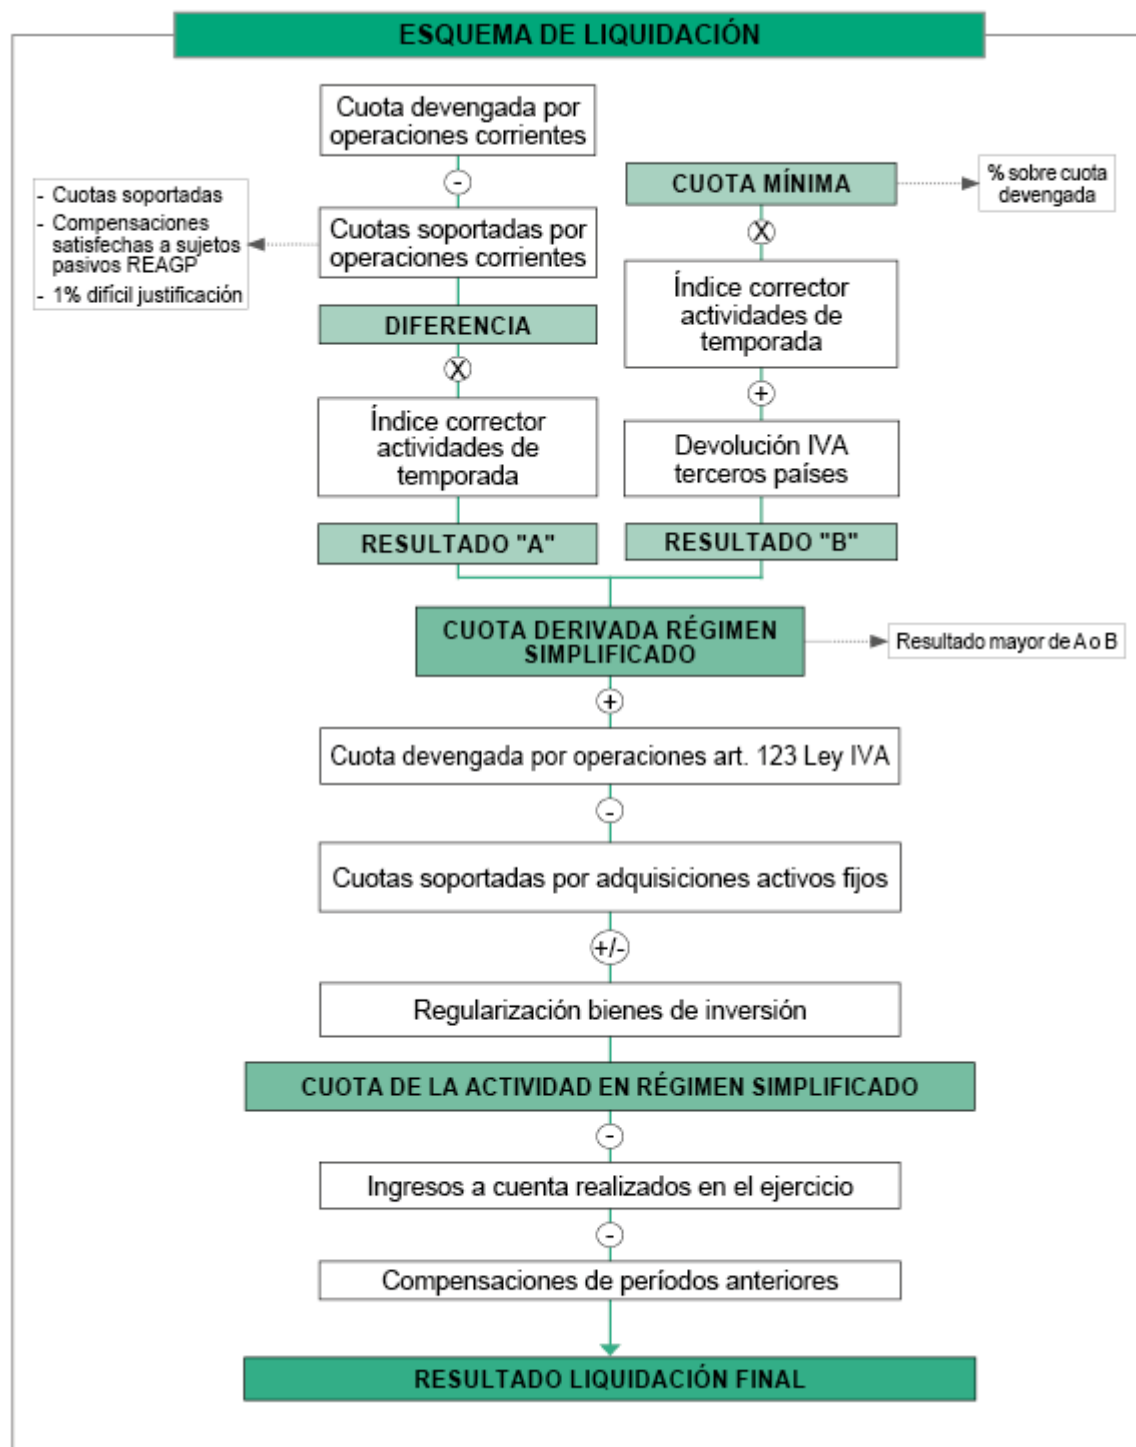 ESQUEMA DE LIQUIDACIÓN
Cuota devengada por
operaciones corrientes
-
- Cuotas soportadas
- Compensaciones
satisfechas a sujetos
pasivos REAGP
- 1% difícil justificación
Cuotas soportadas por
operaciones corrientes
DIFERENCIA
X
Índice corrector
actividades de
temporada
RESULTADO "A"
CUOTA MÍNIMA
% sobre cuota
devengada
X
Índice corrector
actividades de
temporada
+
Devolución IVA
terceros países
RESULTADO "B"
CUOTA DERIVADA RÉGIMEN
SIMPLIFICADO
Resultado mayor de A o B
+
Cuota devengada por operaciones art. 123 Ley IVA
-
Cuotas soportadas por adquisiciones activos fijos
+/-
Regularización bienes de inversión
CUOTA DE LA ACTIVIDAD EN RÉGIMEN SIMPLIFICADO
-
Ingresos a cuenta realizados en el ejercicio
-
Compensaciones de períodos anteriores
RESULTADO LIQUIDACIÓN FINAL